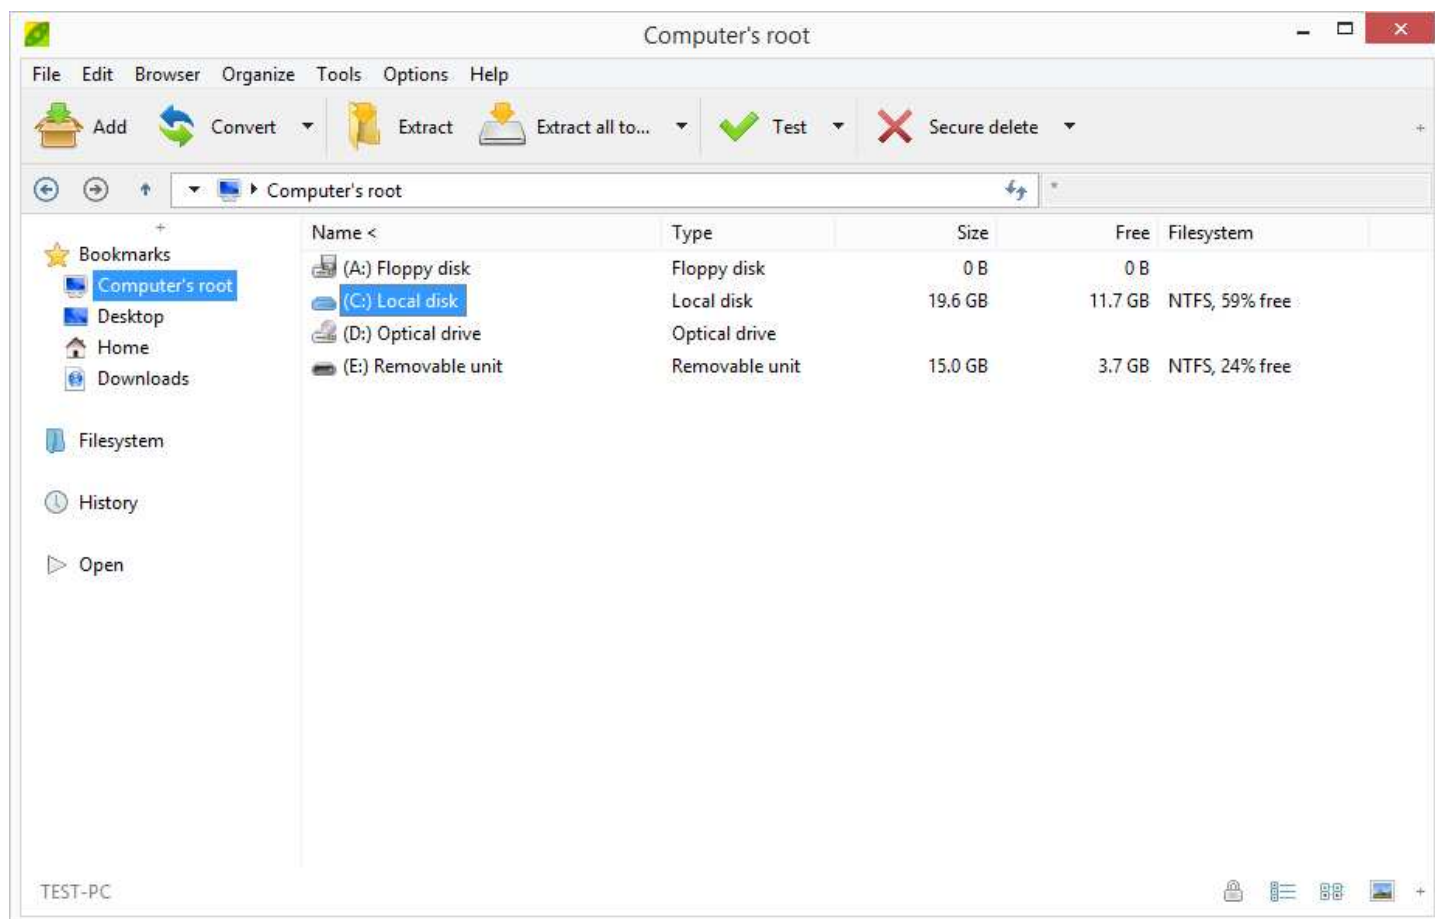 Computer's root
File Edit Browser Organize Tools Options Help
Add Convert Extract Extract all to... Test Secure delete +
Computer's root *
+
Bookmarks
Computer's root
Desktop
Home
Downloads
Filesystem
History
Open
Name < Type Size Free Filesystem
(A:) Floppy disk Floppy disk 0 B 0 B
(C:) Local disk Local disk 19.6 GB 11.7 GB NTFS, 59% free
(D:) Optical drive Optical drive
(E:) Removable unit Removable unit 15.0 GB 3.7 GB NTFS, 24% free
TEST-PC +